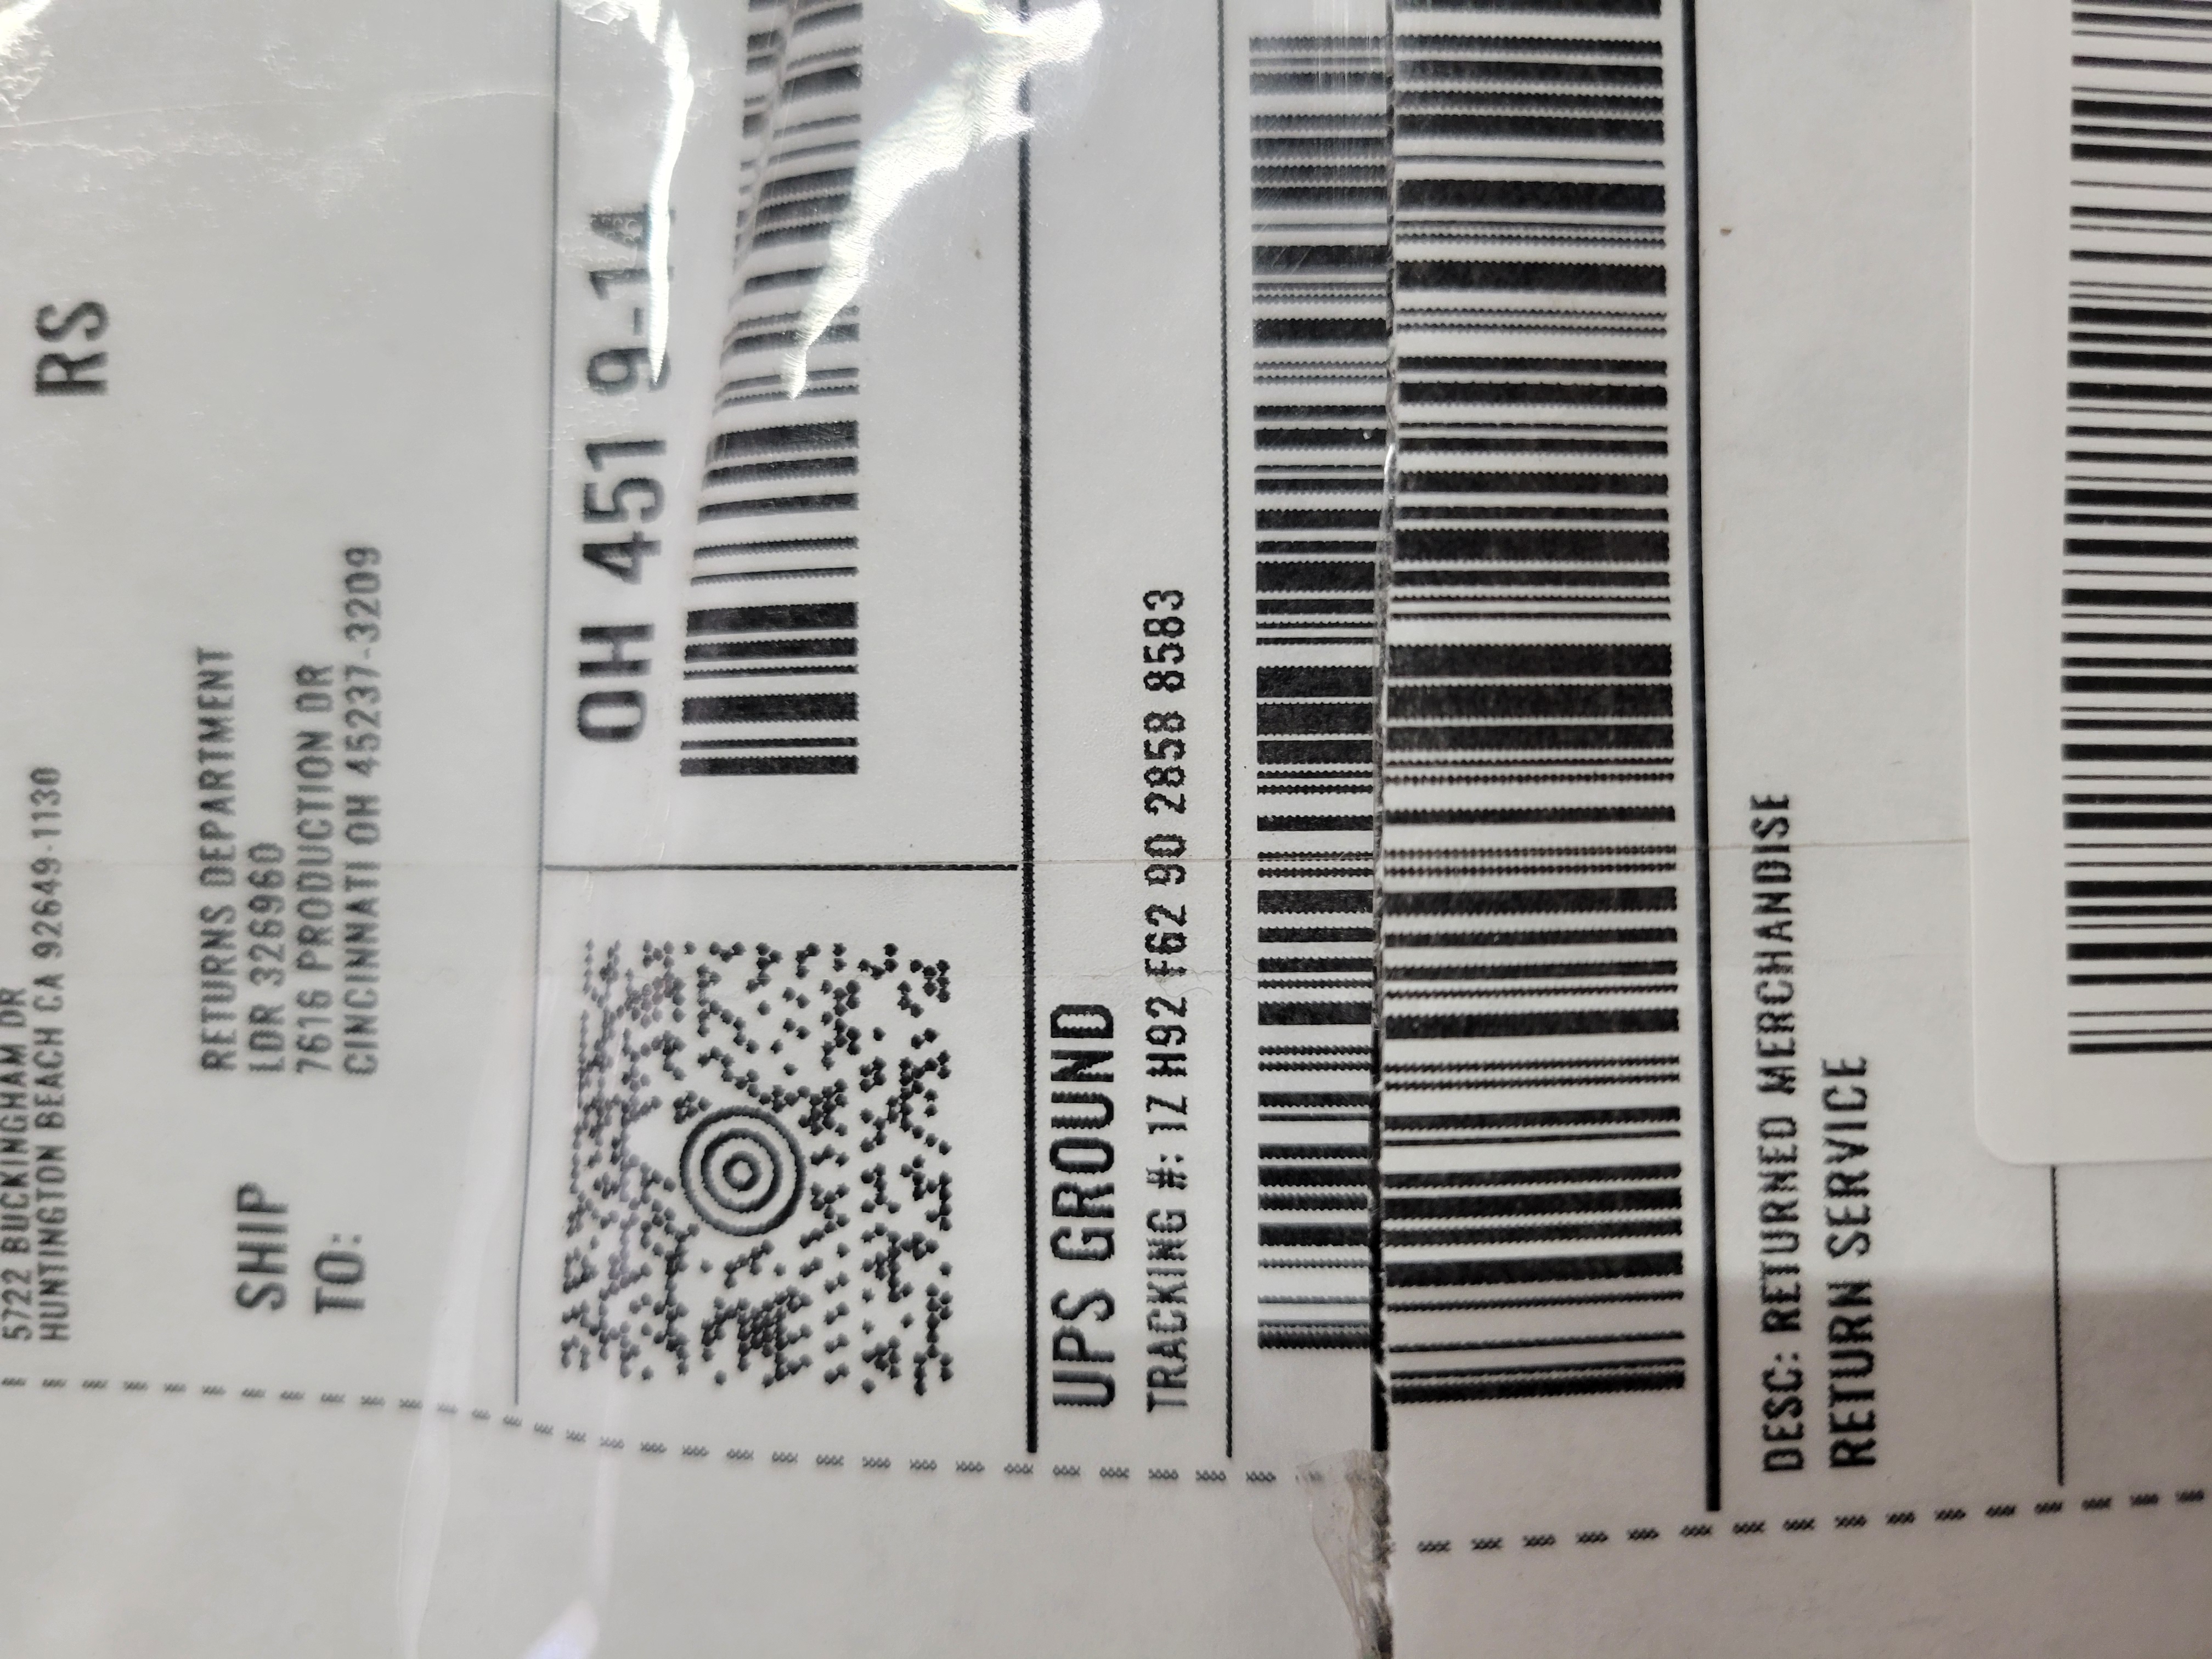 5722 BUCKINGHAM DR
HUNTINGTON BEACH CA 92649-1130
RS
SHIP
TO:
RETURNS DEPARTMENT
LDR 326960
7616 PRODUCTION DR
CINCINNATI OH 45237-3209
OH 451 9-14
UPS GROUND
TRACKING #: 1Z H92 F62 90 2858 8583
DESC: RETURNED MERCHANDISE
RETURN SERVICE